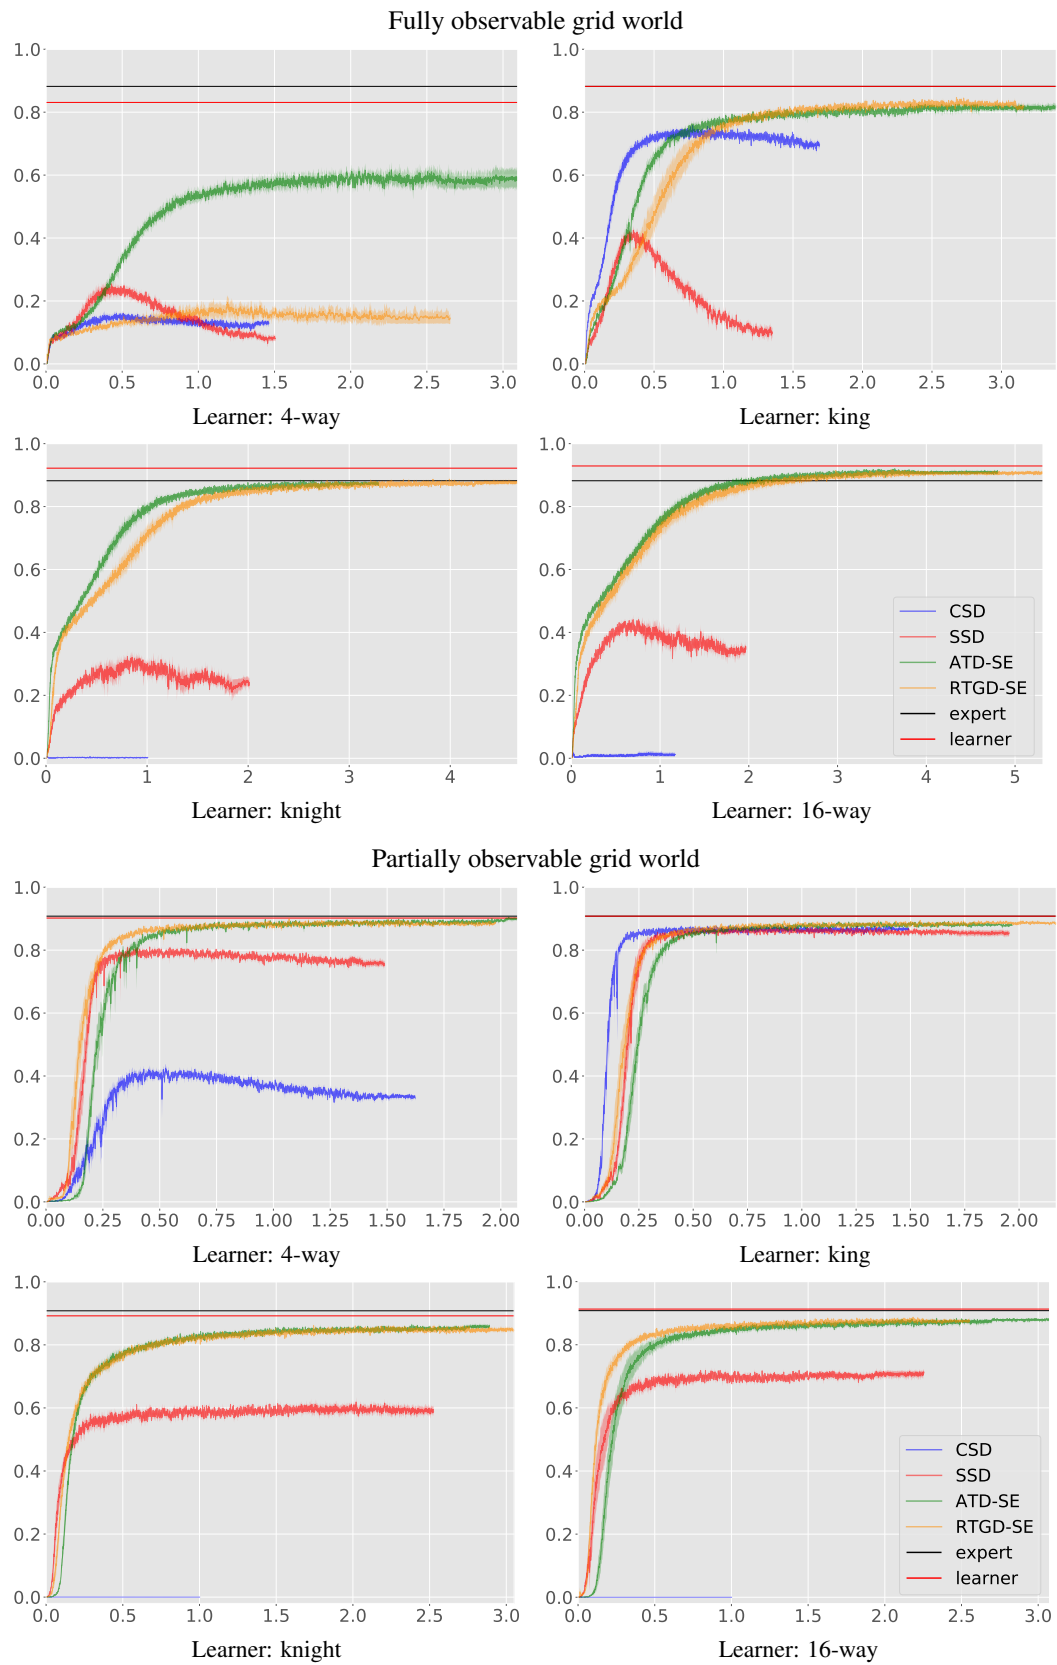 Fully observable grid world
1.0
0.8
0.6
0.4
0.2
0.0
0.0 0.5 1.0 1.5 2.0 2.5 3.0
Learner: 4-way
1.0
0.8
0.6
0.4
0.2
0.0
0.0 0.5 1.0 1.5 2.0 2.5 3.0
Learner: king
1.0
0.8
0.6
0.4
0.2
0.0
0 1 2 3 4
Learner: knight
1.0
0.8
0.6
0.4
0.2
0.0
0 1 2 3 4 5
CSD
SSD
ATD-SE
RTGD-SE
expert
learner
Learner: 16-way
Partially observable grid world
1.0
0.8
0.6
0.4
0.2
0.0
0.00 0.25 0.50 0.75 1.00 1.25 1.50 1.75 2.00
Learner: 4-way
1.0
0.8
0.6
0.4
0.2
0.0
0.00 0.25 0.50 0.75 1.00 1.25 1.50 1.75 2.00
Learner: king
1.0
0.8
0.6
0.4
0.2
0.0
0.0 0.5 1.0 1.5 2.0 2.5 3.0
Learner: knight
1.0
0.8
0.6
0.4
0.2
0.0
0.0 0.5 1.0 1.5 2.0 2.5 3.0
CSD
SSD
ATD-SE
RTGD-SE
expert
learner
Learner: 16-way